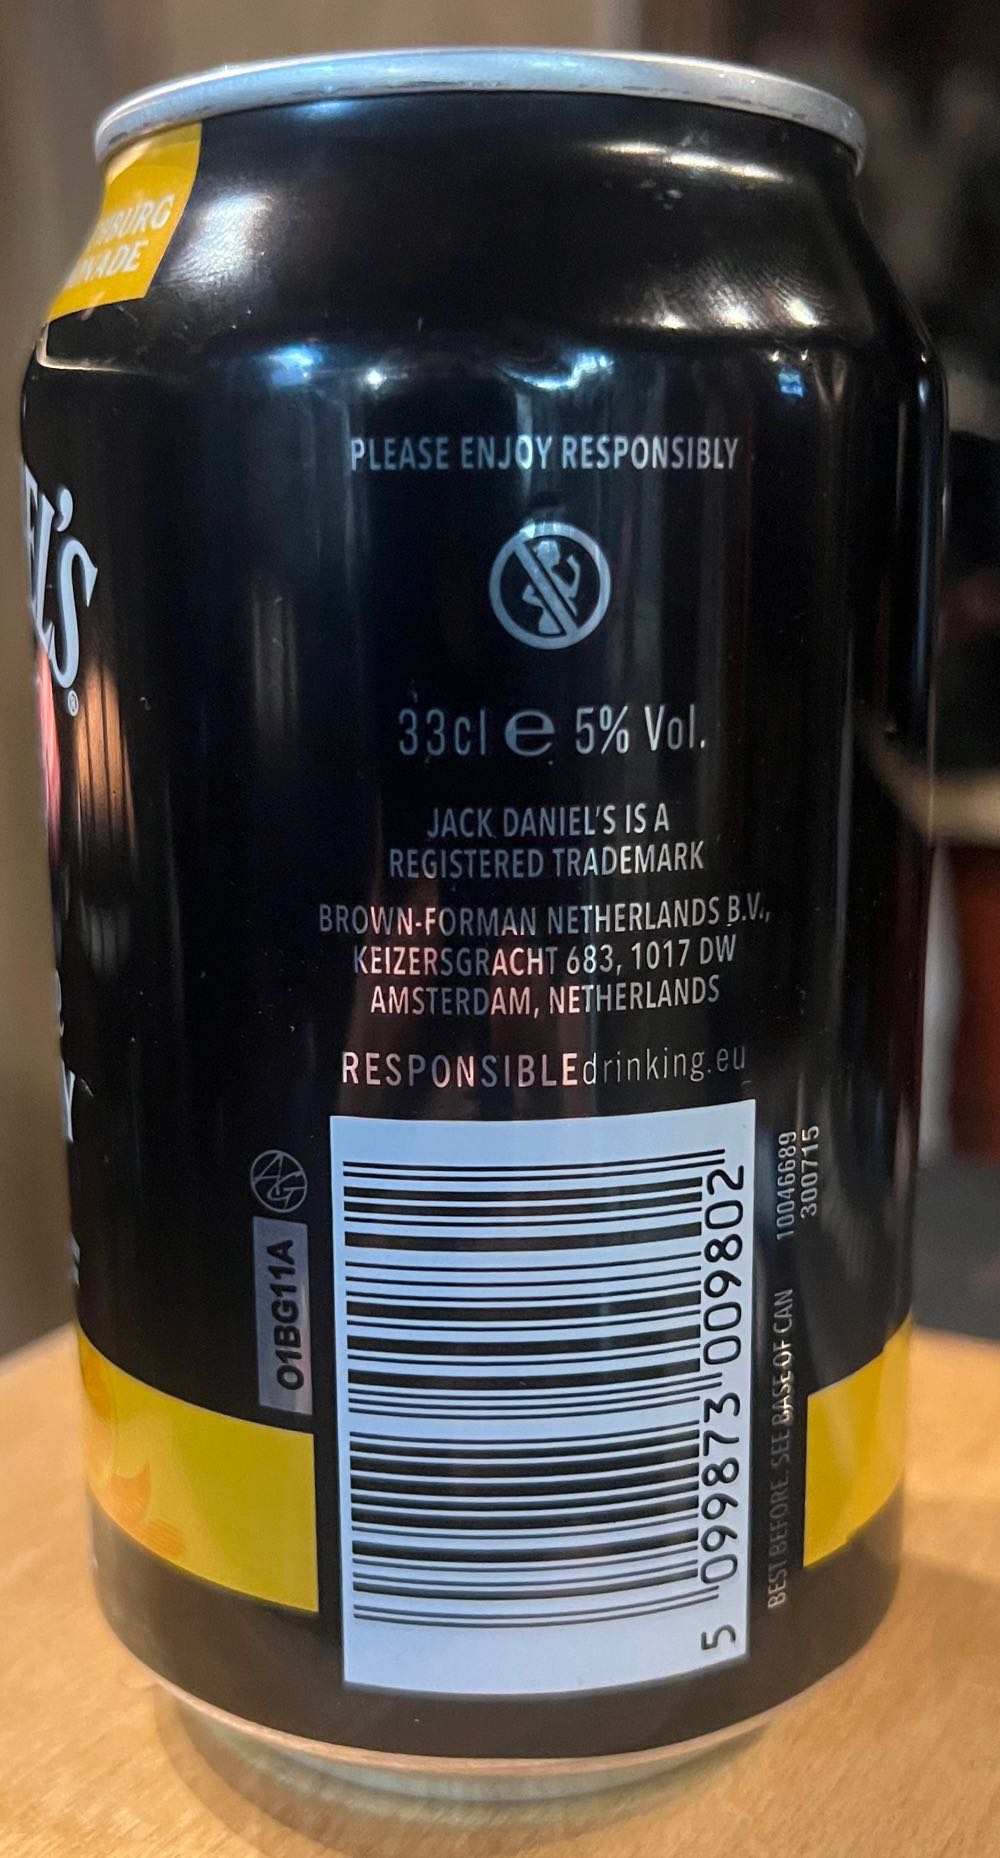 PLEASE ENJOY RESPONSIBLY
33cl e 5% Vol.
JACK DANIEL'S IS A
REGISTERED TRADEMARK
BROWN-FORMAN NETHERLANDS B.V.,
KEIZERSGRACHT 683, 1017 DW
AMSTERDAM, NETHERLANDS
RESPONSIBLEdrinking.eu
01BG11A
5 099873 009802
BEST BEFORE: SEE BASE OF CAN 10046689
300715